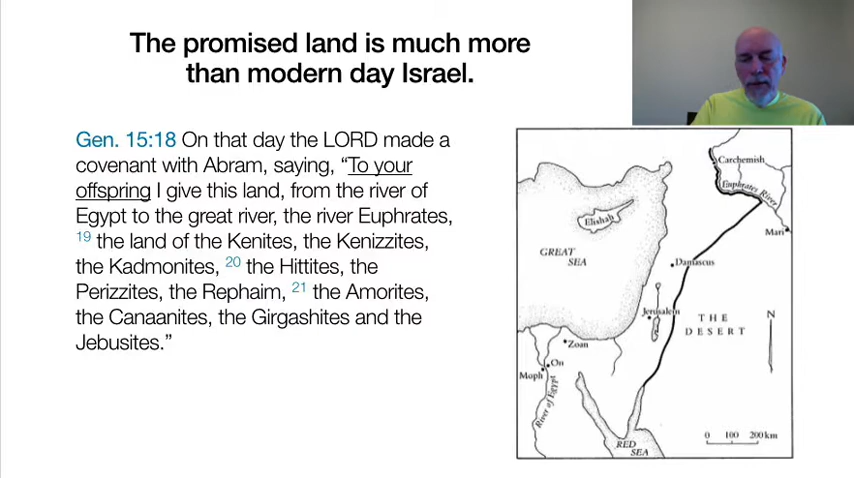 The promised land is much more
than modern day Israel.
Gen. 15:18 On that day the LORD made a
covenant with Abram, saying, “To your
offspring I give this land, from the river of
Egypt to the great river, the river Euphrates,
19 the land of the Kenites, the Kenizzites,
the Kadmonites, 20 the Hittites, the
Perizzites, the Rephaim, 21 the Amorites,
the Canaanites, the Girgashites and the
Jebusites.”
Carchemish
Euphrates River
Mari
Elishah
GREAT
SEA
Damascus
Jerusalem
THE
DESERT
N
Zoan
On
Moph
River of Egypt
RED
SEA
0 100 200 km